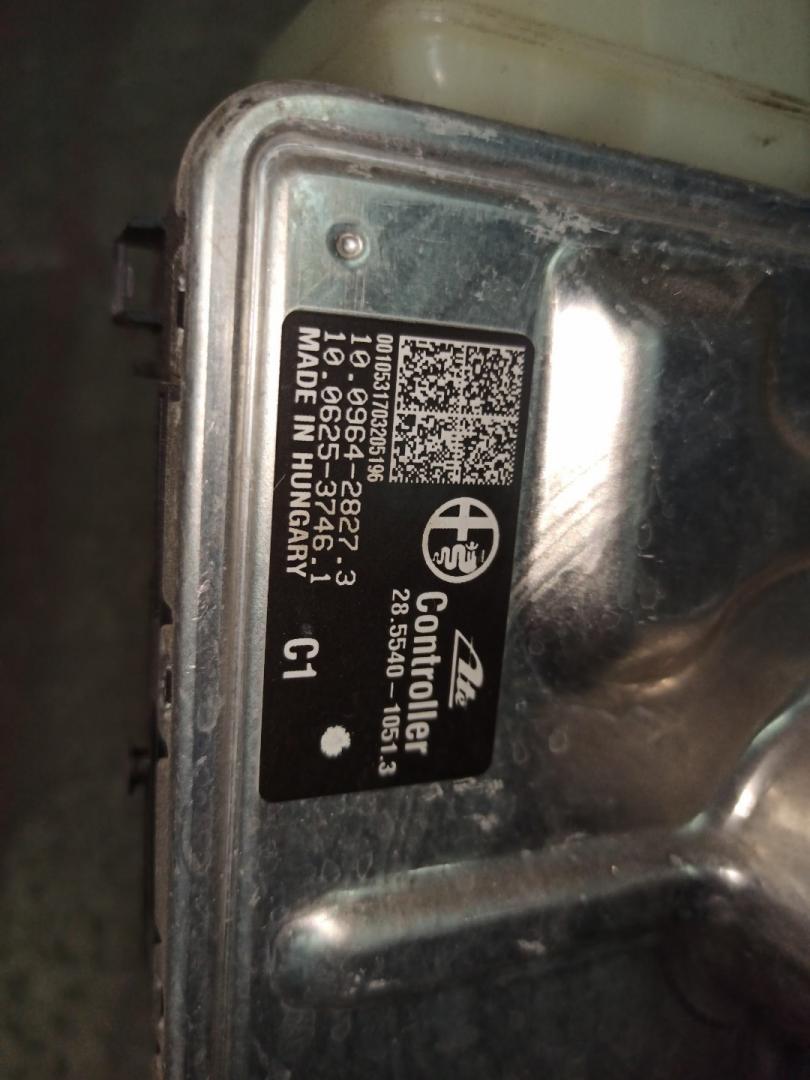 Ate
Controller
28.5540-1051.3
0010531703205196
10.0964-2827.3
10.0625-3746.1
MADE IN HUNGARY
C1